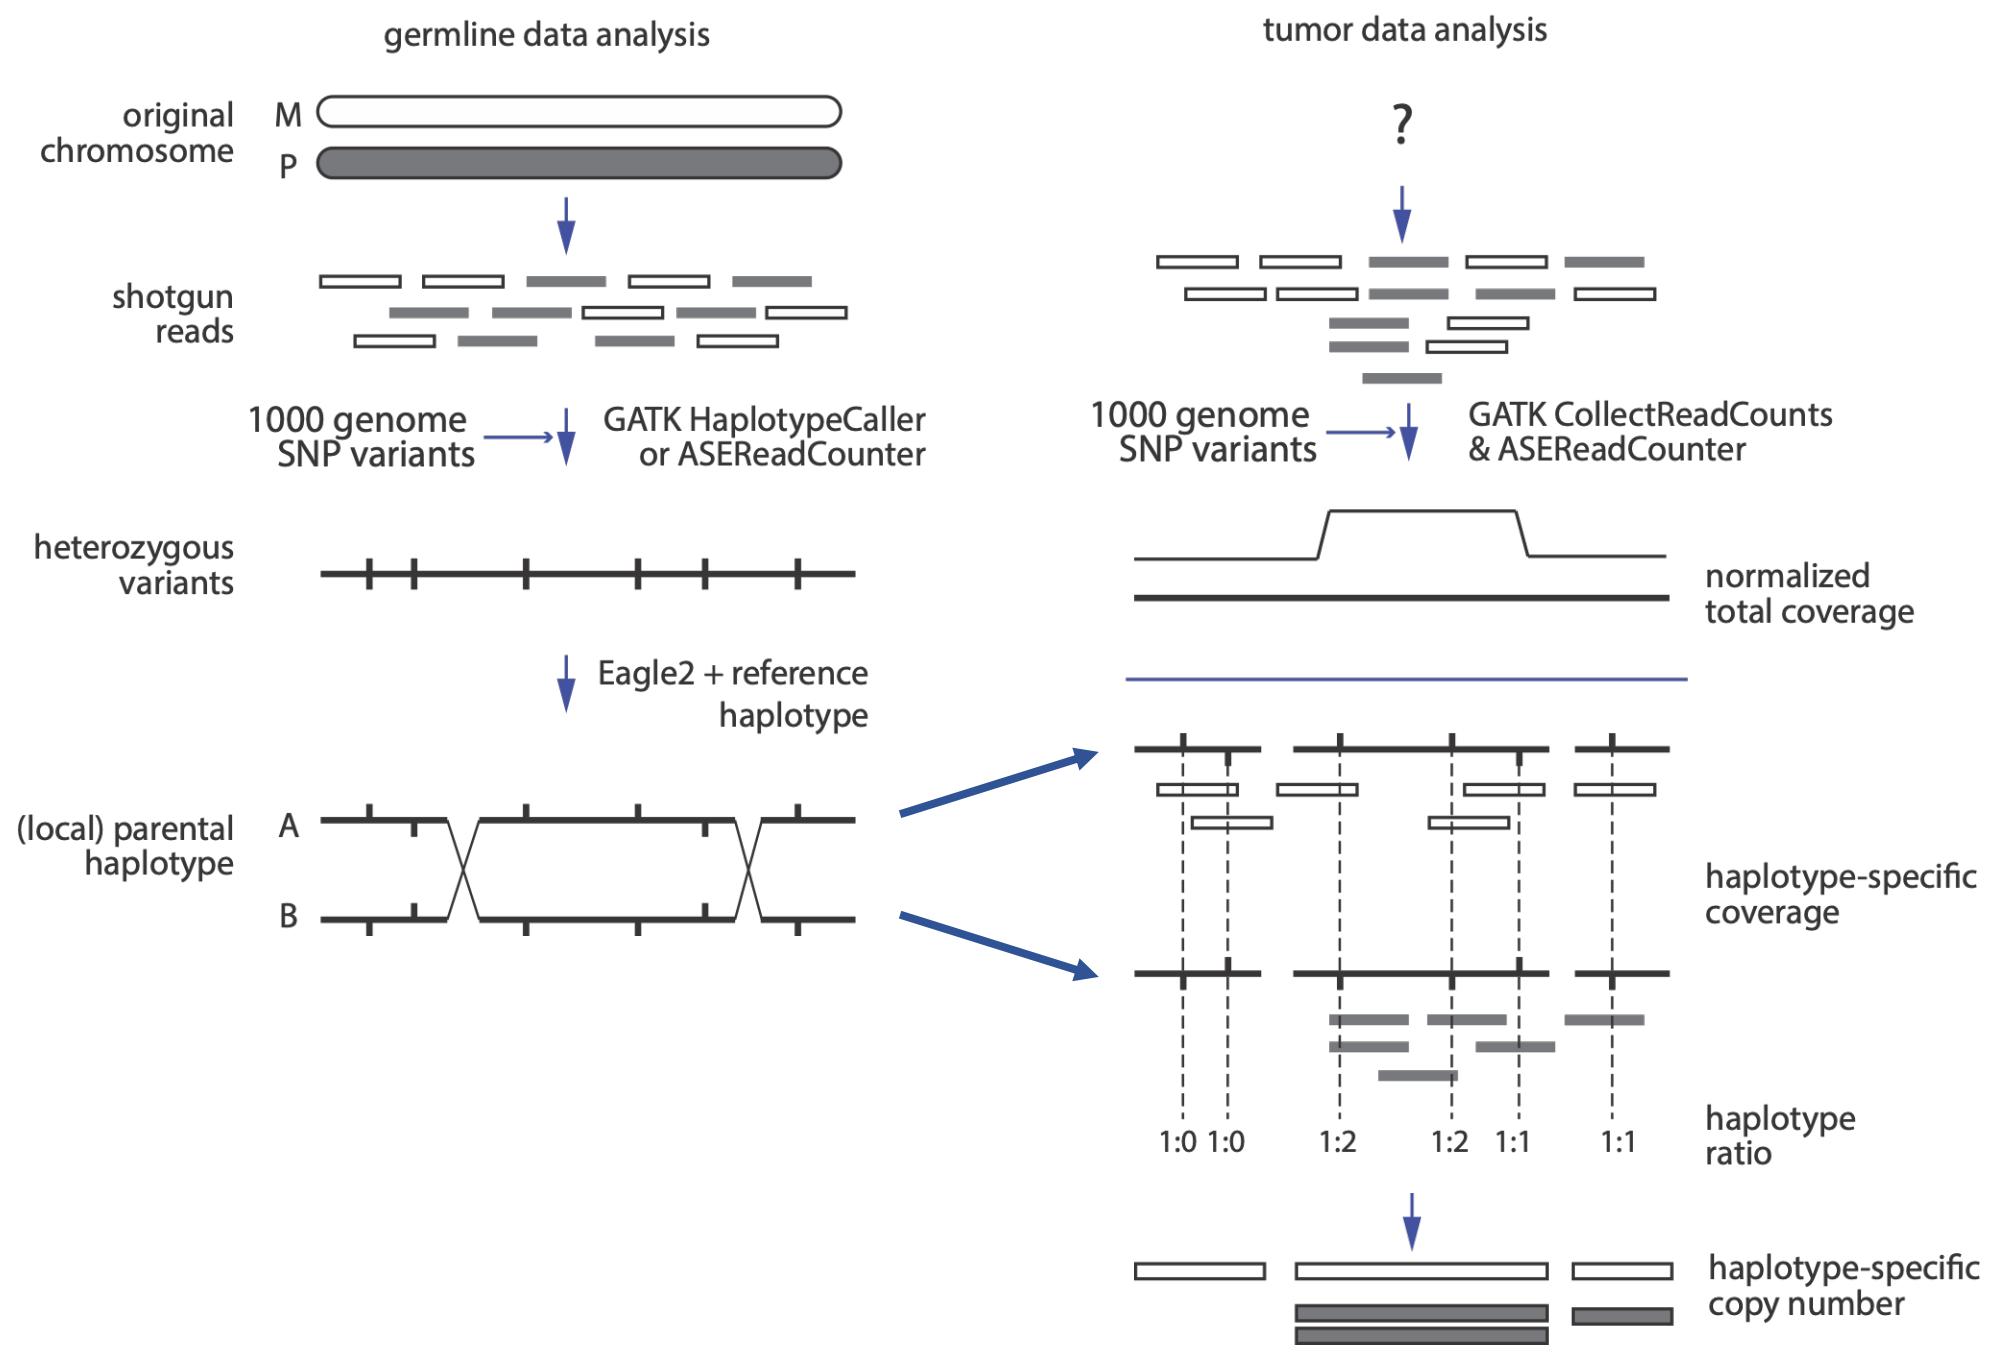 germline data analysis
original
chromosome
M
P
shotgun
reads
1000 genome
SNP variants
GATK HaplotypeCaller
or ASEReadCounter
heterozygous
variants
Eagle2 + reference
haplotype
(local) parental
haplotype
A
B
tumor data analysis
?
1000 genome
SNP variants
GATK CollectReadCounts
& ASEReadCounter
normalized
total coverage
haplotype-specific
coverage
1:0 1:0 1:2 1:2 1:1 1:1
haplotype
ratio
haplotype-specific
copy number